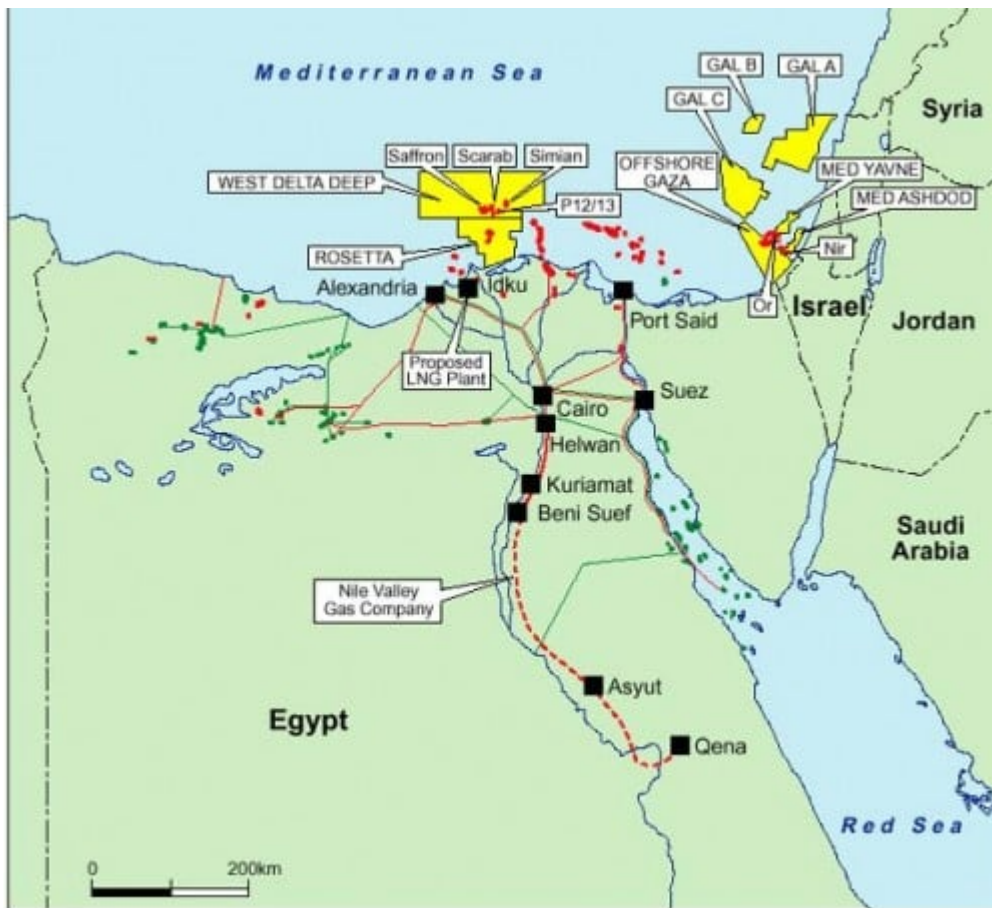 Mediterranean Sea
GAL B
GAL A
GAL C
Syria
Saffron
Scarab
Simian
OFFSHORE
GAZA
MED YAVNE
WEST DELTA DEEP
MED ASHDOD
P12/13
Nir
ROSETTA
Or
Alexandria
Idku
Israel
Port Said
Jordan
Proposed
LNG Plant
Cairo
Suez
Helwan
Kuriamat
Beni Suef
Saudi
Arabia
Nile Valley
Gas Company
Asyut
Egypt
Qena
Red Sea
0
200km